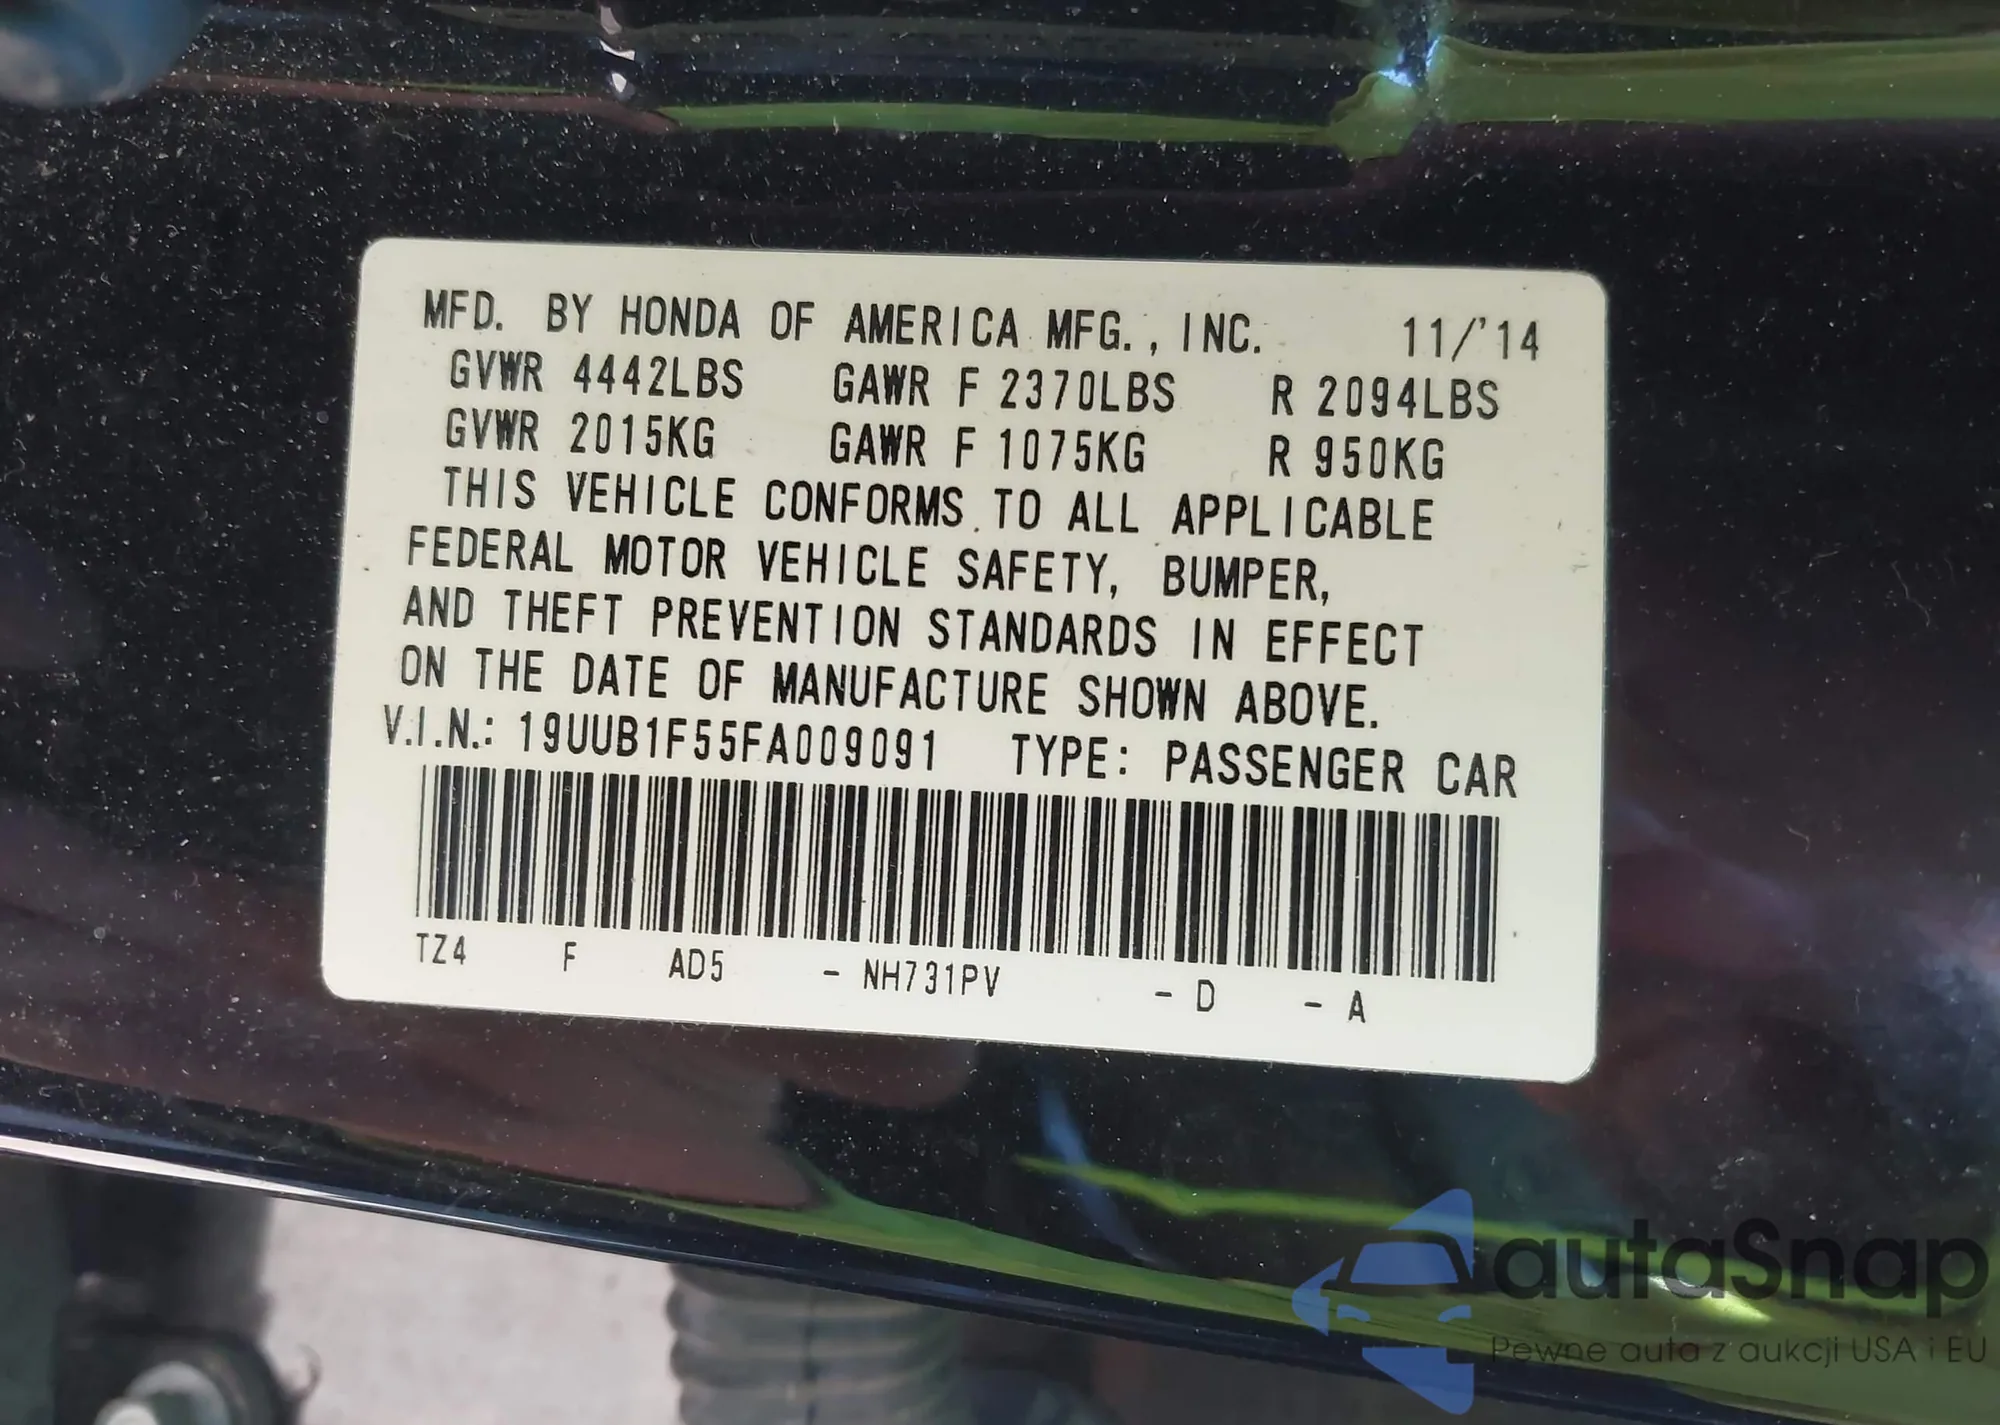 MFD. BY HONDA OF AMERICA MFG., INC. 11/'14
GVWR 4442LBS GAWR F 2370LBS R 2094LBS
GVWR 2015KG GAWR F 1075KG R 950KG
THIS VEHICLE CONFORMS TO ALL APPLICABLE
FEDERAL MOTOR VEHICLE SAFETY, BUMPER,
AND THEFT PREVENTION STANDARDS IN EFFECT
ON THE DATE OF MANUFACTURE SHOWN ABOVE.
V.I.N.: 19UUB1F55FA009091 TYPE: PASSENGER CAR
TZ4 F AD5 - NH731PV - D - A
autaSnap
Pewne auta z aukcji USA i EU